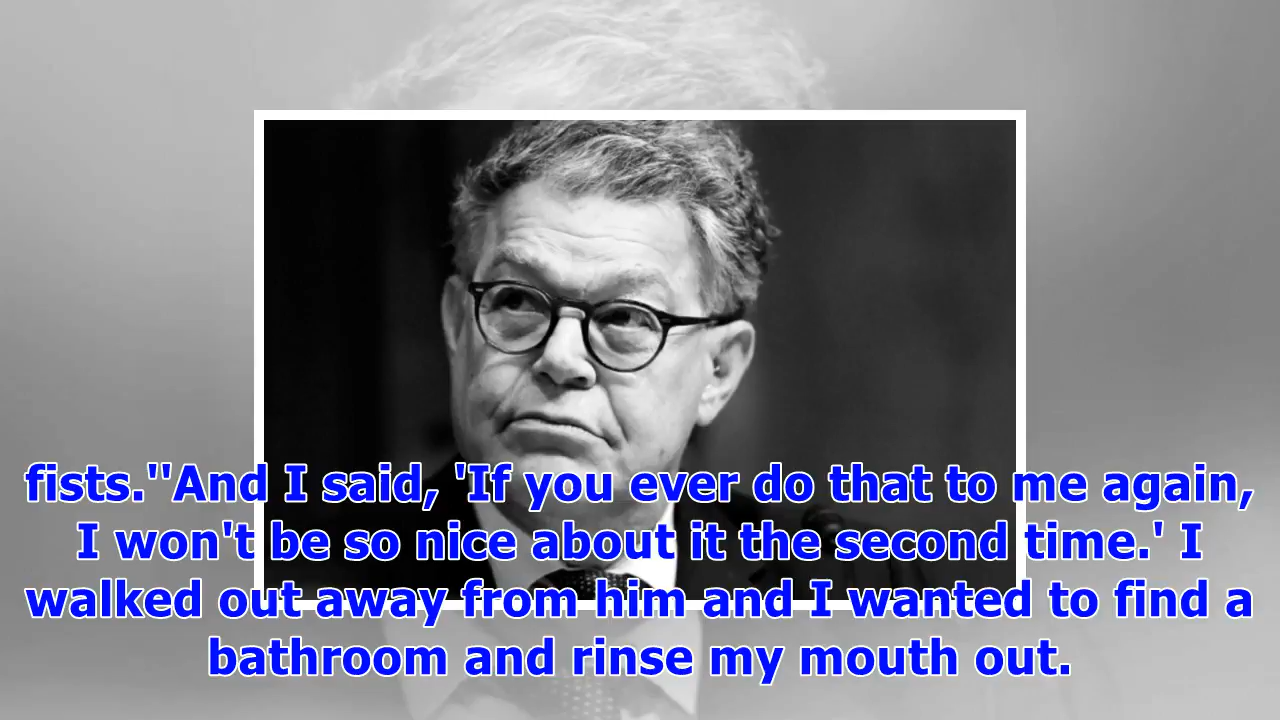 fists.''And I said, 'If you ever do that to me again,
I won't be so nice about it the second time.' I
walked out away from him and I wanted to find a
bathroom and rinse my mouth out.